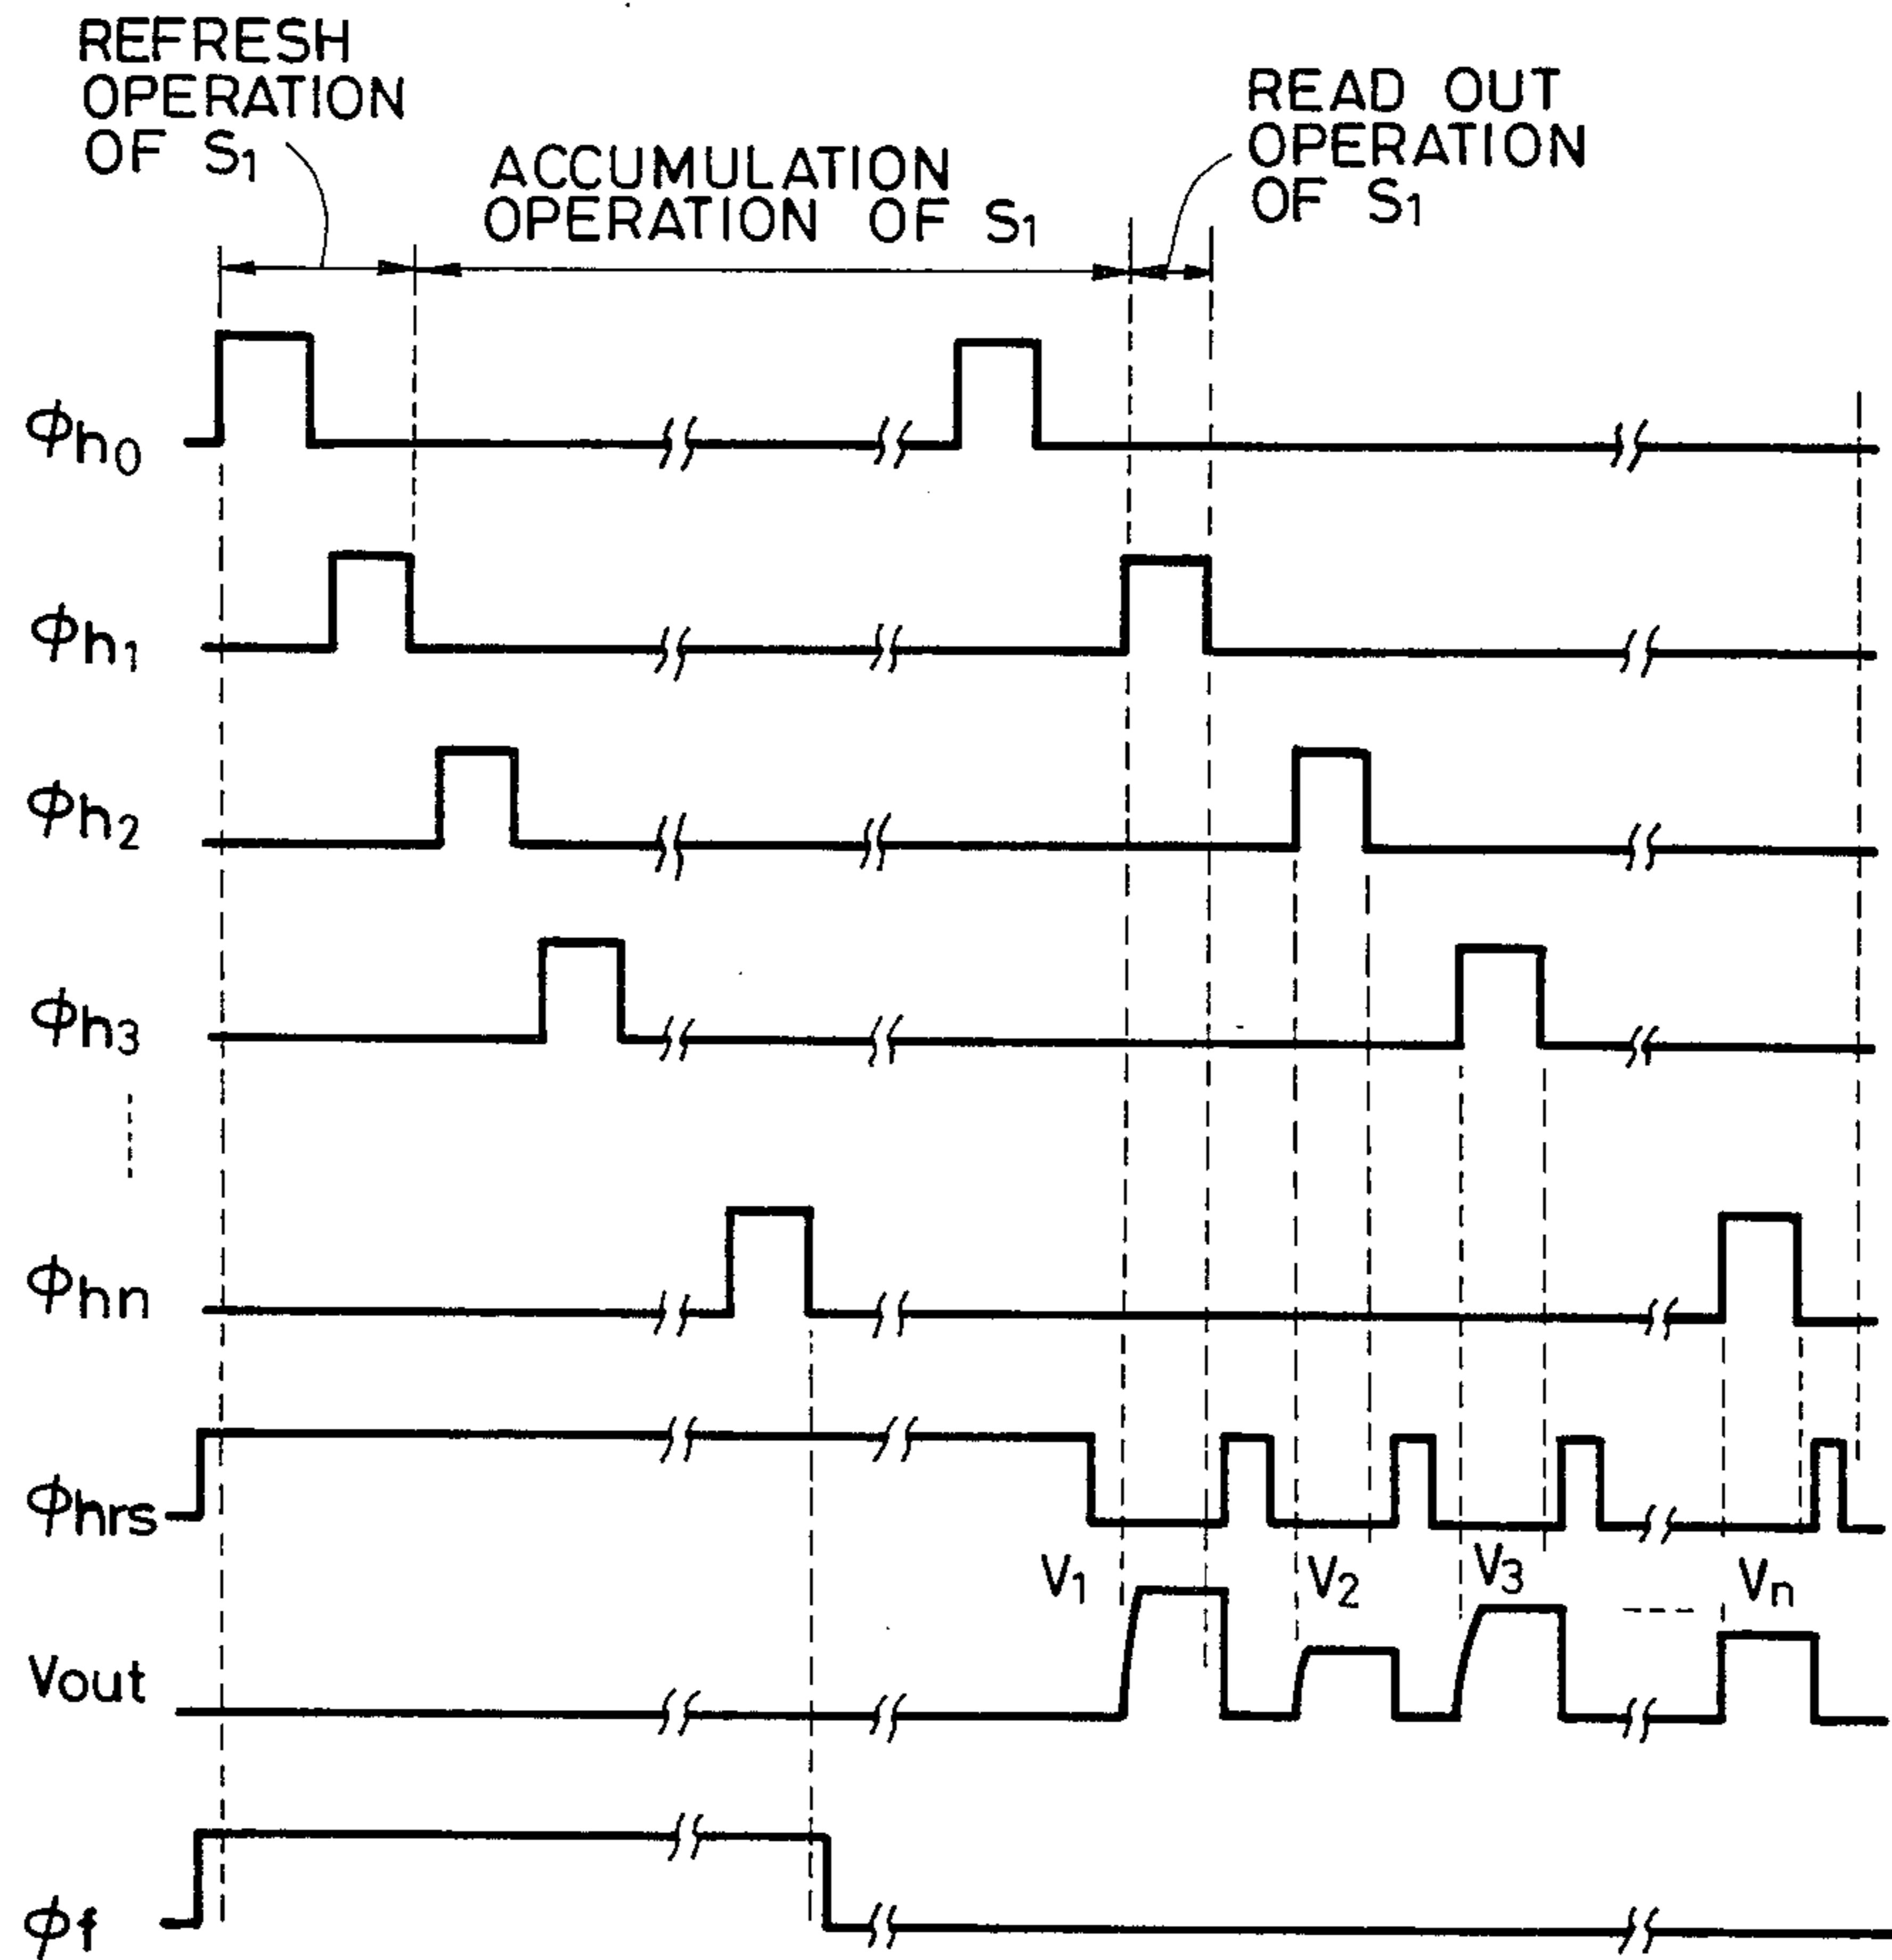 REFRESH
OPERATION
OF S1
ACCUMULATION
OPERATION OF S1
READ OUT
OPERATION
OF S1
Φh0
Φh1
Φh2
Φh3
Φhn
Φhrs
V1 V2 V3 Vn
Vout
Φf